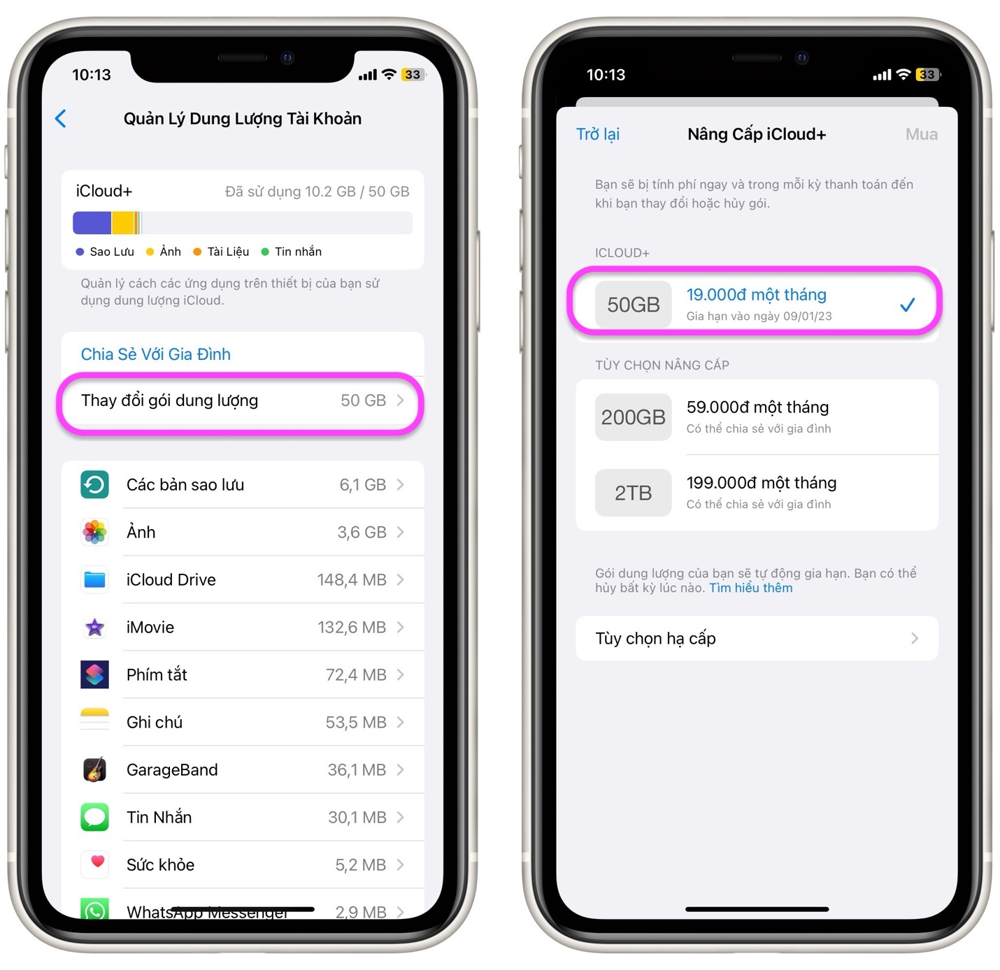 10:13
33
Quản Lý Dung Lượng Tài Khoản
iCloud+
Đã sử dụng 10.2 GB / 50 GB
Sao Lưu
Ảnh
Tài Liệu
Tin nhắn
Quản lý cách các ứng dụng trên thiết bị của bạn sử
dụng dung lượng iCloud.
Chia Sẻ Với Gia Đình
Thay đổi gói dung lượng
50 GB
Các bản sao lưu
6,1 GB
Ảnh
3,6 GB
iCloud Drive
148,4 MB
iMovie
132,6 MB
Phím tắt
72,4 MB
Ghi chú
53,5 MB
GarageBand
36,1 MB
Tin Nhắn
30,1 MB
Sức khỏe
5,2 MB
WhatsApp Messenger
2,9 MB
10:13
33
Trở lại
Nâng Cấp iCloud+
Mua
Bạn sẽ bị tính phí ngay và trong mỗi kỳ thanh toán đến
khi bạn thay đổi hoặc hủy gói.
ICLOUD+
50GB
19.000đ một tháng
Gia hạn vào ngày 09/01/23
TÙY CHỌN NÂNG CẤP
200GB
59.000đ một tháng
Có thể chia sẻ với gia đình
2TB
199.000đ một tháng
Có thể chia sẻ với gia đình
Gói dung lượng của bạn sẽ tự động gia hạn. Bạn có thể
hủy bất kỳ lúc nào. Tìm hiểu thêm
Tùy chọn hạ cấp